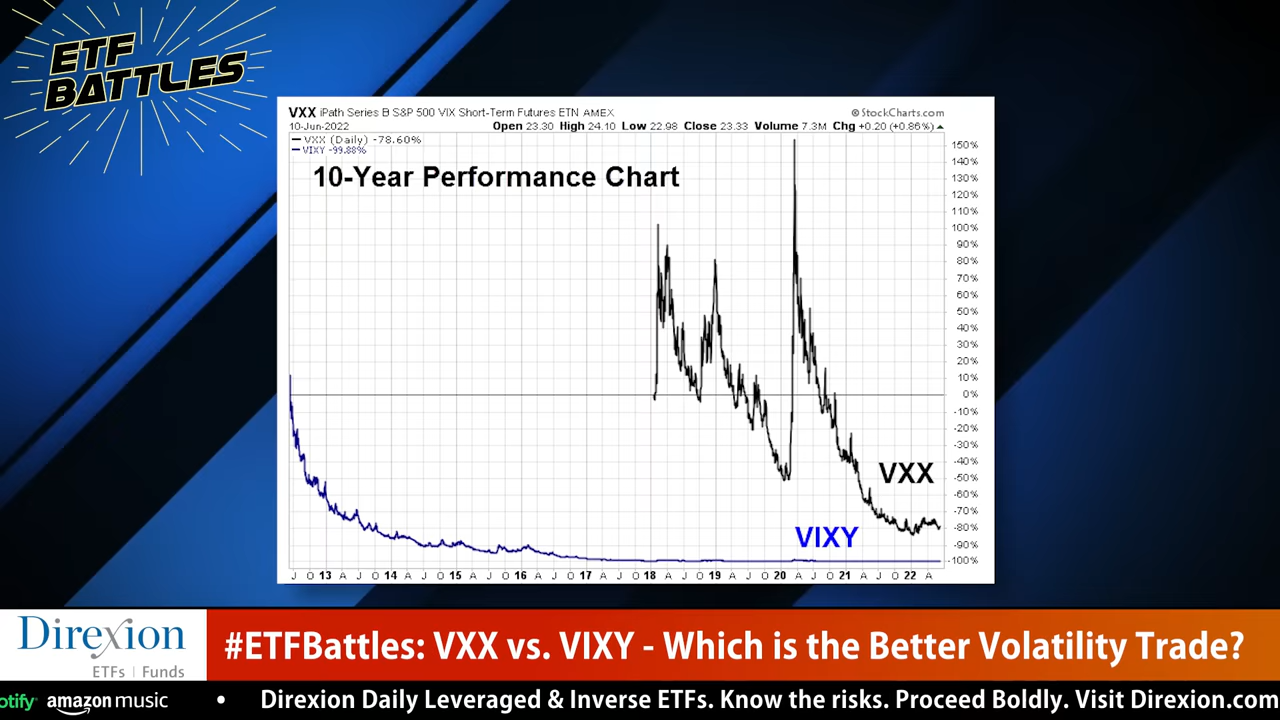 ETF
BATTLES
VXX iPath Series B S&P 500 VIX Short-Term Futures ETN AMEX
© StockCharts.com
10-Jun-2022
Open 23.30 High 24.10 Low 22.98 Close 23.33 Volume 7.3M Chg +0.20 (+0.86%)
VXX (Daily) -78.60%
VIXY -99.88%
10-Year Performance Chart
150%
140%
130%
120%
110%
100%
90%
80%
70%
60%
50%
40%
30%
20%
10%
0%
-10%
-20%
-30%
-40%
-50%
-60%
-70%
-80%
-90%
-100%
VXX
VIXY
J O 13 A J O 14 A J O 15 A J O 16 A J O 17 A J O 18 A J O 19 A J O 20 A J O 21 A J O 22 A
Direxion
ETFs | Funds
#ETFBattles: VXX vs. VIXY - Which is the Better Volatility Trade?
otify amazon music • Direxion Daily Leveraged & Inverse ETFs. Know the risks. Proceed Boldly. Visit Direxion.com